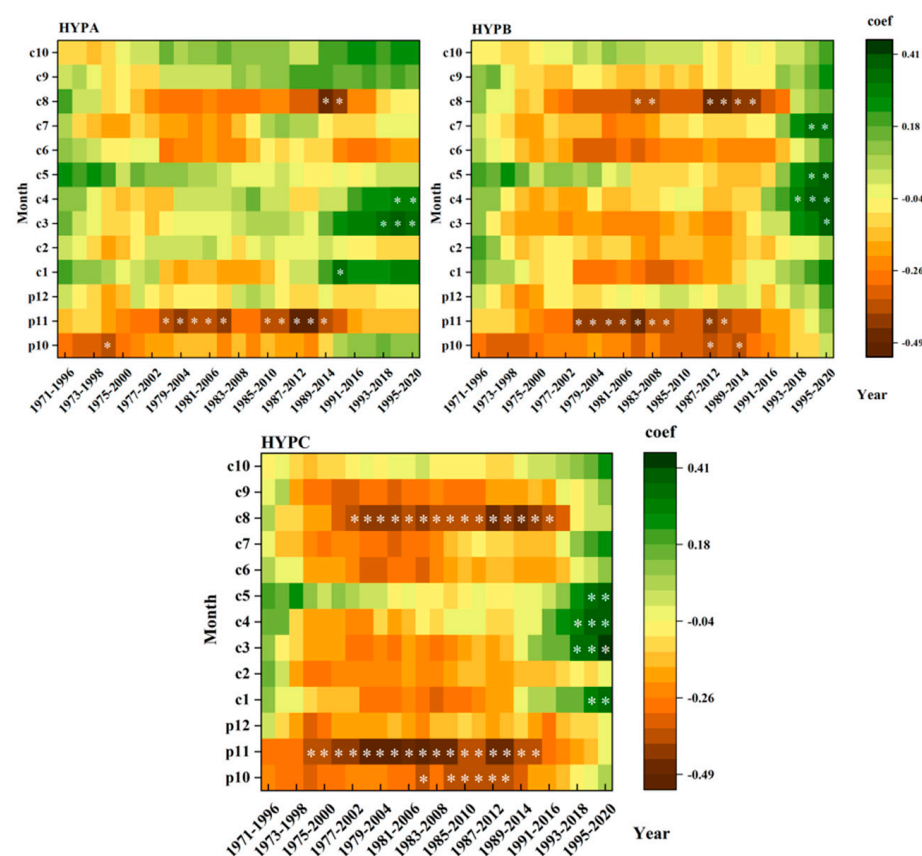 HYPA
c10
c9
c8
c7
c6
c5
c4
c3
c2
c1
p12
p11
p10
Month
1971-1996
1973-1998
1975-2000
1977-2002
1979-2004
1981-2006
1983-2008
1985-2010
1987-2012
1989-2014
1991-2016
1993-2018
1995-2020
HYPB
c10
c9
c8
c7
c6
c5
c4
c3
c2
c1
p12
p11
p10
1971-1996
1973-1998
1975-2000
1977-2002
1979-2004
1981-2006
1983-2008
1985-2010
1987-2012
1989-2014
1991-2016
1993-2018
1995-2020
coef
0.41
0.18
-0.04
-0.26
-0.49
Year
HYPC
c10
c9
c8
c7
c6
c5
c4
c3
c2
c1
p12
p11
p10
Month
1971-1996
1973-1998
1975-2000
1977-2002
1979-2004
1981-2006
1983-2008
1985-2010
1987-2012
1989-2014
1991-2016
1993-2018
1995-2020
coef
0.41
0.18
-0.04
-0.26
-0.49
Year